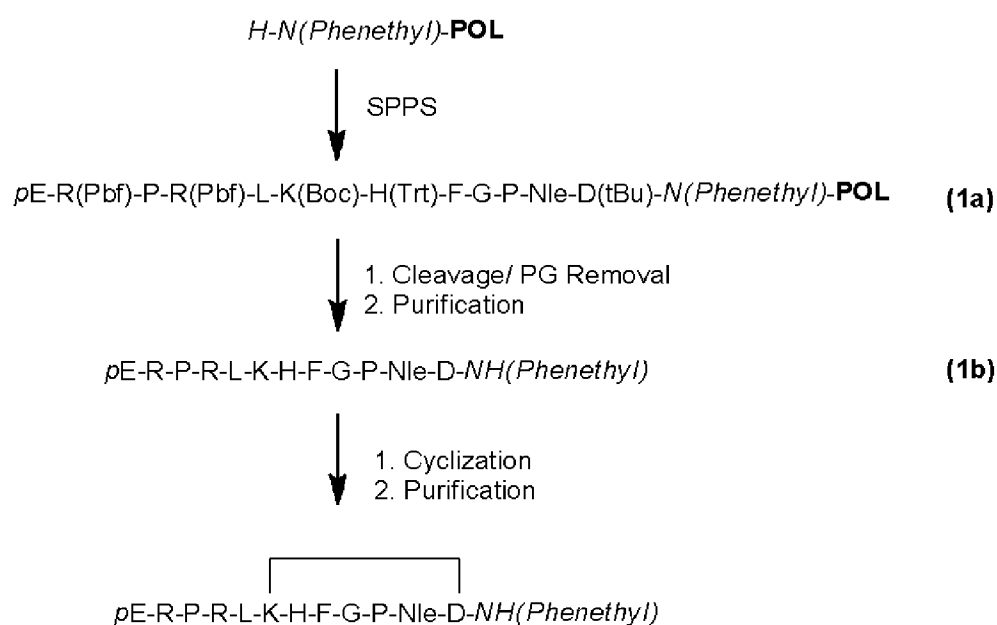 H-N(Phenethyl)-POL
SPPS
pE-R(Pbf)-P-R(Pbf)-L-K(Boc)-H(Trt)-F-G-P-Nle-D(tBu)-N(Phenethyl)-POL (1a)
1. Cleavage/ PG Removal
2. Purification
pE-R-P-R-L-K-H-F-G-P-Nle-D-NH(Phenethyl) (1b)
1. Cyclization
2. Purification
pE-R-P-R-L-K-H-F-G-P-Nle-D-NH(Phenethyl)